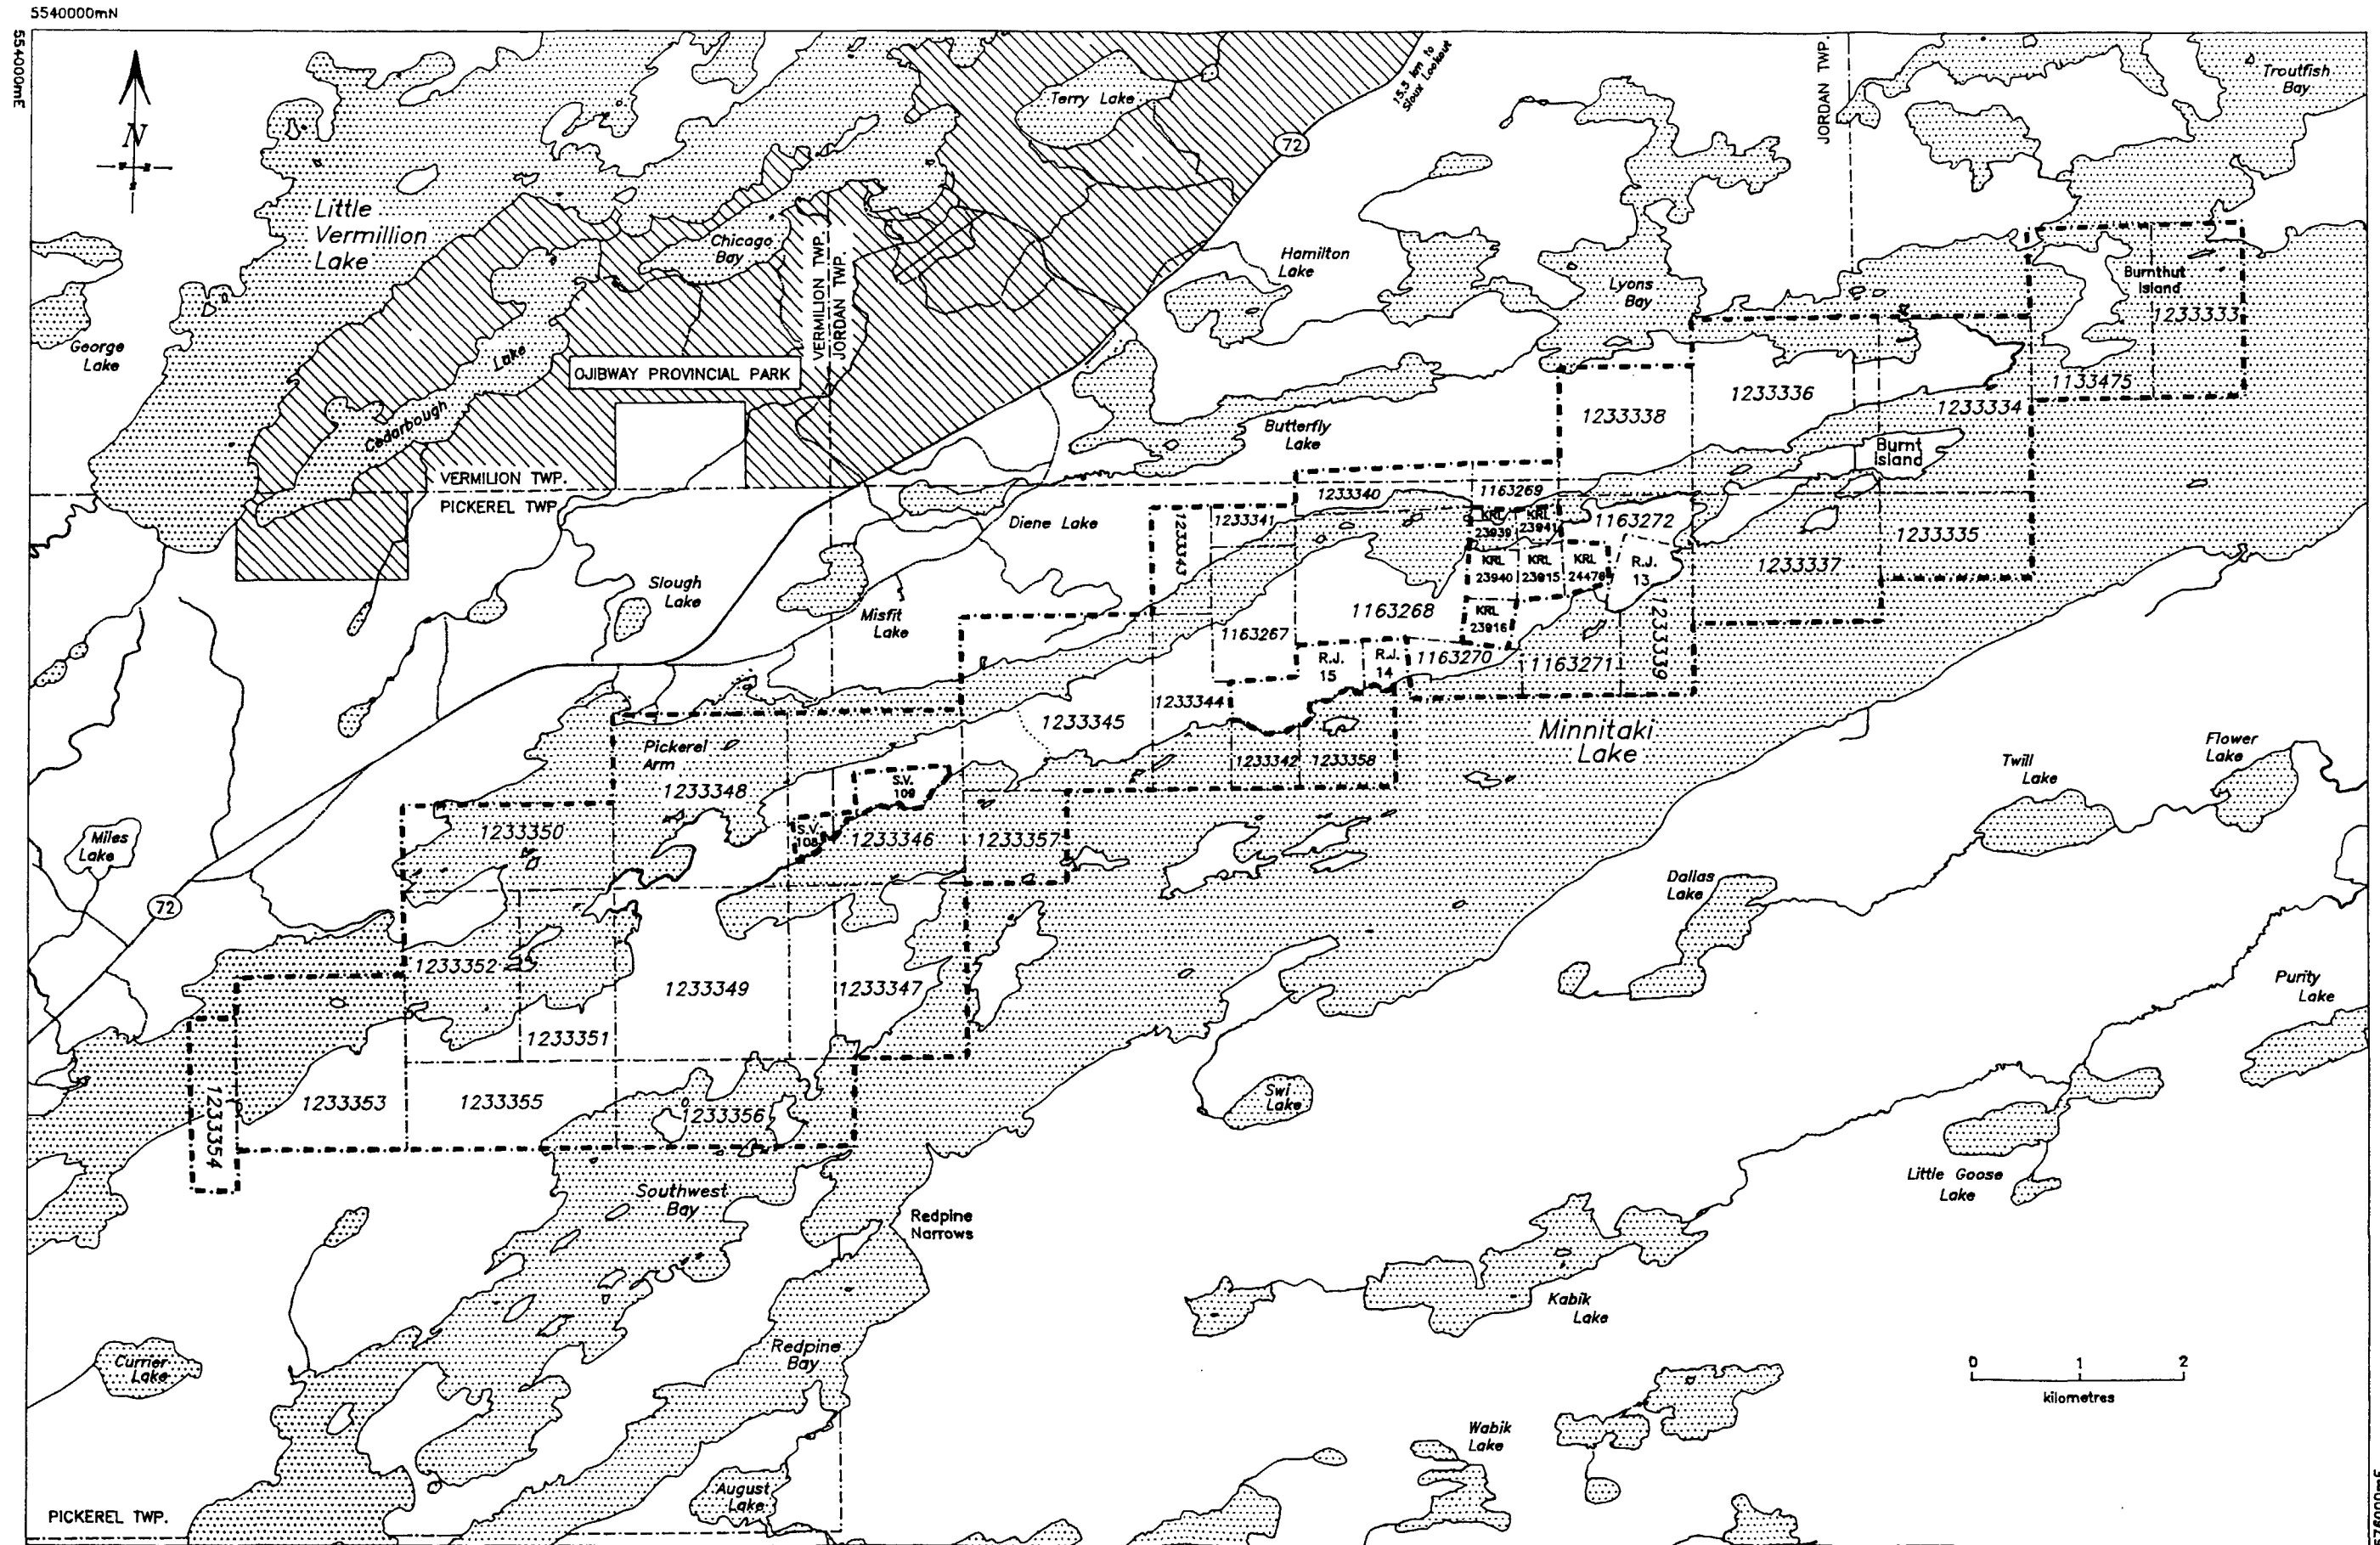 5540000mN
554000mE
N
15.3 km to
Sioux Lookout
72
JORDAN TWP.
Troutfish
Bay
Terry Lake
Little
Vermillion
Lake
Chicago
Bay
VERMILION TWP.
JORDAN TWP.
Hamilton
Lake
Lyons
Bay
Burnthut
Island
1233333
George
Lake
Cedarbough
Lake
OJIBWAY PROVINCIAL PARK
1133475
1233336
1233334
1233338
Butterfly
Lake
Burnt
Island
VERMILION TWP.
PICKEREL TWP.
1233340
1163269
Diene Lake
1233343
1233341
KRL
23939
KRL
23941
1163272
1233335
Slough
Lake
Misfit
Lake
KRL
23940
KRL
23915
KRL
24478
R.J.
13
1233337
1163268
KRL
23916
1163267
1233339
R.J.
15
R.J.
14
1163270
1163271
1233344
1233345
Minnitaki
Lake
Pickerel
Arm
1233348
1233342
1233358
Twill
Lake
Flower
Lake
S.V.
109
S.V.
108
1233350
1233346
1233357
Miles
Lake
72
Dallas
Lake
1233352
1233349
1233347
Purity
Lake
1233351
1233354
1233353
1233355
1233356
Swi
Lake
Little Goose
Lake
Southwest
Bay
Redpine
Narrows
Kabik
Lake
Currier
Lake
Redpine
Bay
0 1 2
kilometres
Wabik
Lake
August
Lake
PICKEREL TWP.
576000mE